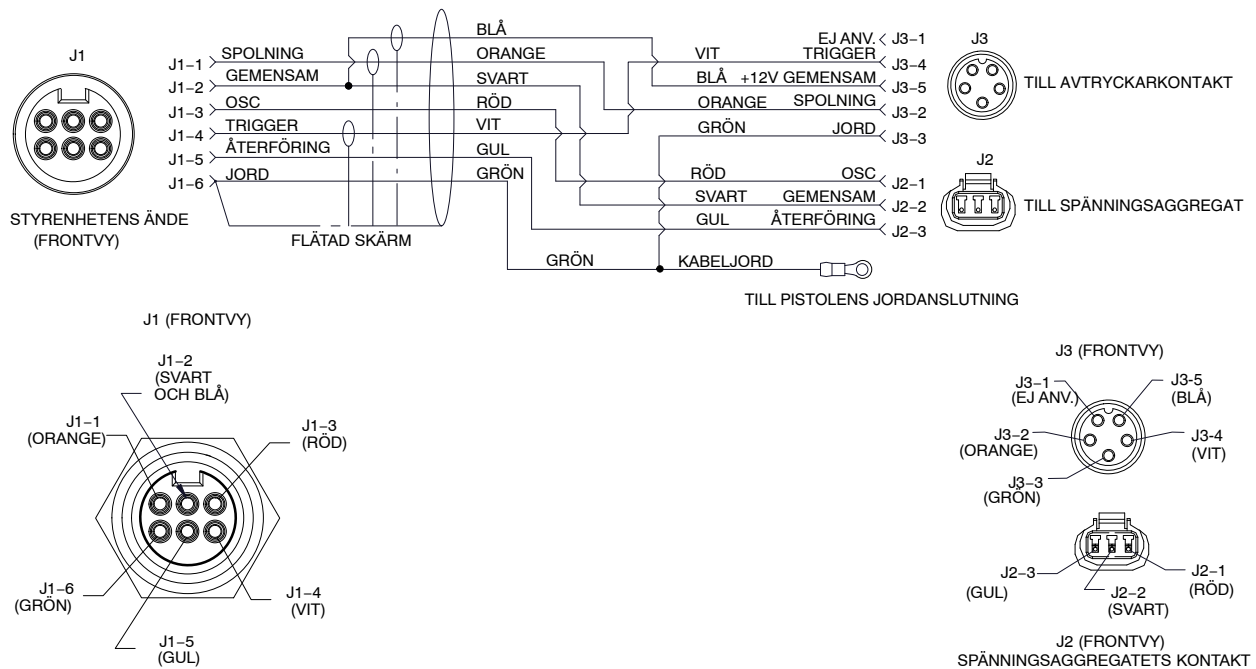 J1
J1-1 SPOLNING ORANGE
J1-2 GEMENSAM SVART
BLÅ
J1-3 OSC RÖD
J1-4 TRIGGER VIT
J1-5 ÅTERFÖRING GUL
J1-6 JORD GRÖN
STYRENHETENS ÄNDE
(FRONTVY)
FLÄTAD SKÄRM
EJ ANV. J3-1
VIT TRIGGER J3-4
BLÅ +12V GEMENSAM J3-5
ORANGE SPOLNING J3-2
GRÖN JORD J3-3
J3
TILL AVTRYCKARKONTAKT
RÖD OSC J2-1
SVART GEMENSAM J2-2
GUL ÅTERFÖRING J2-3
J2
TILL SPÄNNINGSAGGREGAT
GRÖN KABELJORD
TILL PISTOLENS JORDANSLUTNING
J1 (FRONTVY)
J1-2
(SVART
OCH BLÅ)
J1-1
(ORANGE)
J1-3
(RÖD)
J1-6
(GRÖN)
J1-4
(VIT)
J1-5
(GUL)
J3 (FRONTVY)
J3-1
(EJ ANV.)
J3-5
(BLÅ)
J3-2
(ORANGE)
J3-4
(VIT)
J3-3
(GRÖN)
J2-3
(GUL)
J2-1
(RÖD)
J2-2
(SVART)
J2 (FRONTVY)
SPÄNNINGSAGGREGATETS KONTAKT